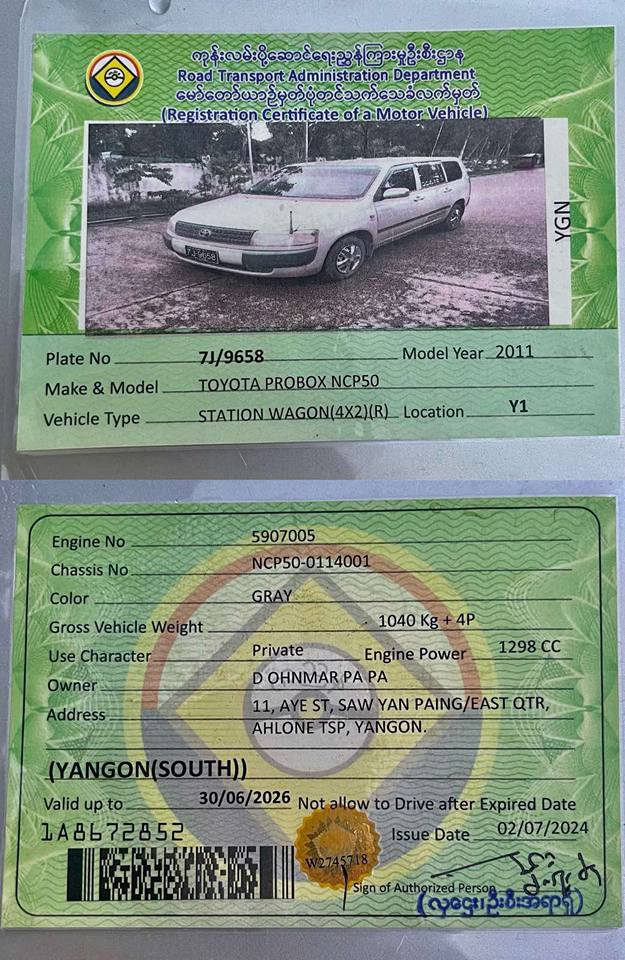 ကုန်းလမ်းပို့ဆောင်ရေးညွှန်ကြားမှုဦးစီးဌာန
Road Transport Administration Department
မော်တော်ယာဉ်မှတ်ပုံတင်သက်သေခံလက်မှတ်
(Registration Certificate of a Motor Vehicle)
7J-9658
YGN
Plate No 7J/9658 Model Year 2011
Make & Model TOYOTA PROBOX NCP50
Vehicle Type STATION WAGON(4X2)(R) Location Y1
Engine No 5907005
Chassis No NCP50-0114001
Color GRAY
Gross Vehicle Weight 1040 Kg + 4P
Use Character Private Engine Power 1298 CC
Owner D OHNMAR PA PA
Address 11, AYE ST, SAW YAN PAING/EAST QTR,
AHLONE TSP, YANGON.
(YANGON(SOUTH))
Valid up to 30/06/2026 Not allow to Drive after Expired Date
1A8672852 Issue Date 02/07/2024
W2745718
Sign of Authorized Person